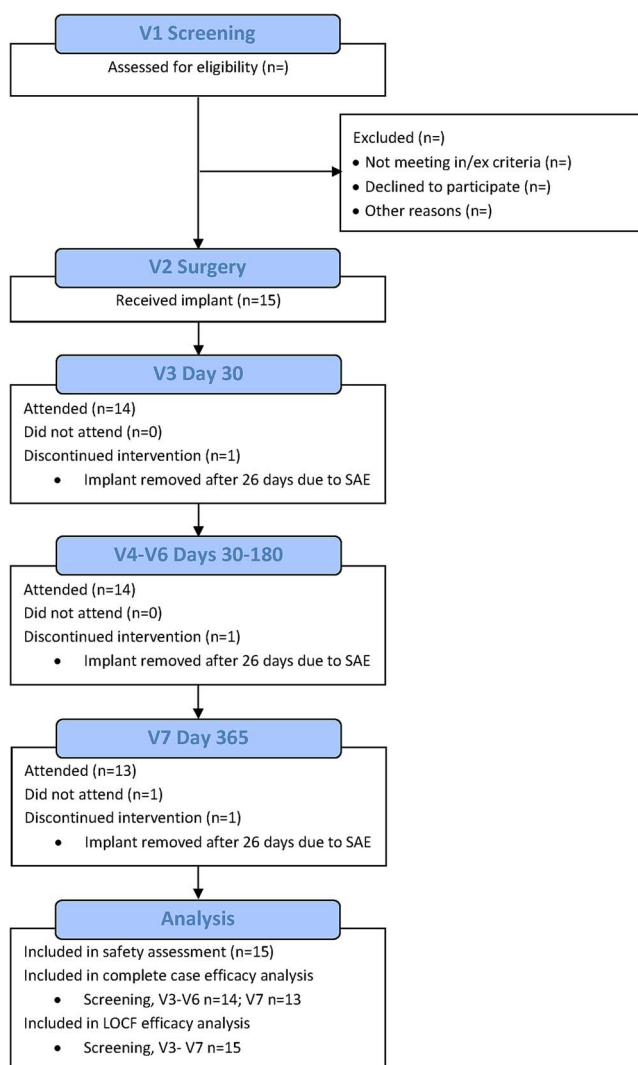 V1 Screening
Assessed for eligibility (n=)
Excluded (n=)
• Not meeting in/ex criteria (n=)
• Declined to participate (n=)
• Other reasons (n=)
V2 Surgery
Received implant (n=15)
V3 Day 30
Attended (n=14)
Did not attend (n=0)
Discontinued intervention (n=1)
• Implant removed after 26 days due to SAE
V4-V6 Days 30-180
Attended (n=14)
Did not attend (n=0)
Discontinued intervention (n=1)
• Implant removed after 26 days due to SAE
V7 Day 365
Attended (n=13)
Did not attend (n=1)
Discontinued intervention (n=1)
• Implant removed after 26 days due to SAE
Analysis
Included in safety assessment (n=15)
Included in complete case efficacy analysis
• Screening, V3-V6 n=14; V7 n=13
Included in LOCF efficacy analysis
• Screening, V3- V7 n=15